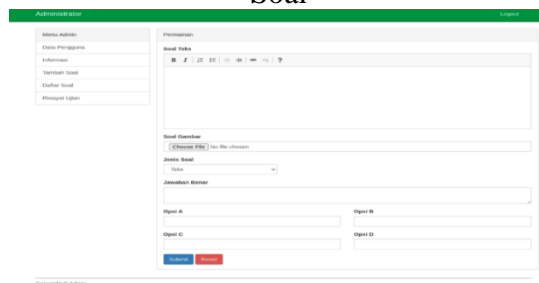 Soal
Administrator Logout
Menu Admin
Data Pengguna
Informasi
Tambah Soal
Daftar Soal
Riwayat Ujian
Permainan
Soal Teks
B I ?
Soal Gambar
Choose File No file chosen
Jenis Soal
Teks
Jawaban Benar
Opsi A Opsi B
Opsi C Opsi D
Submit Reset